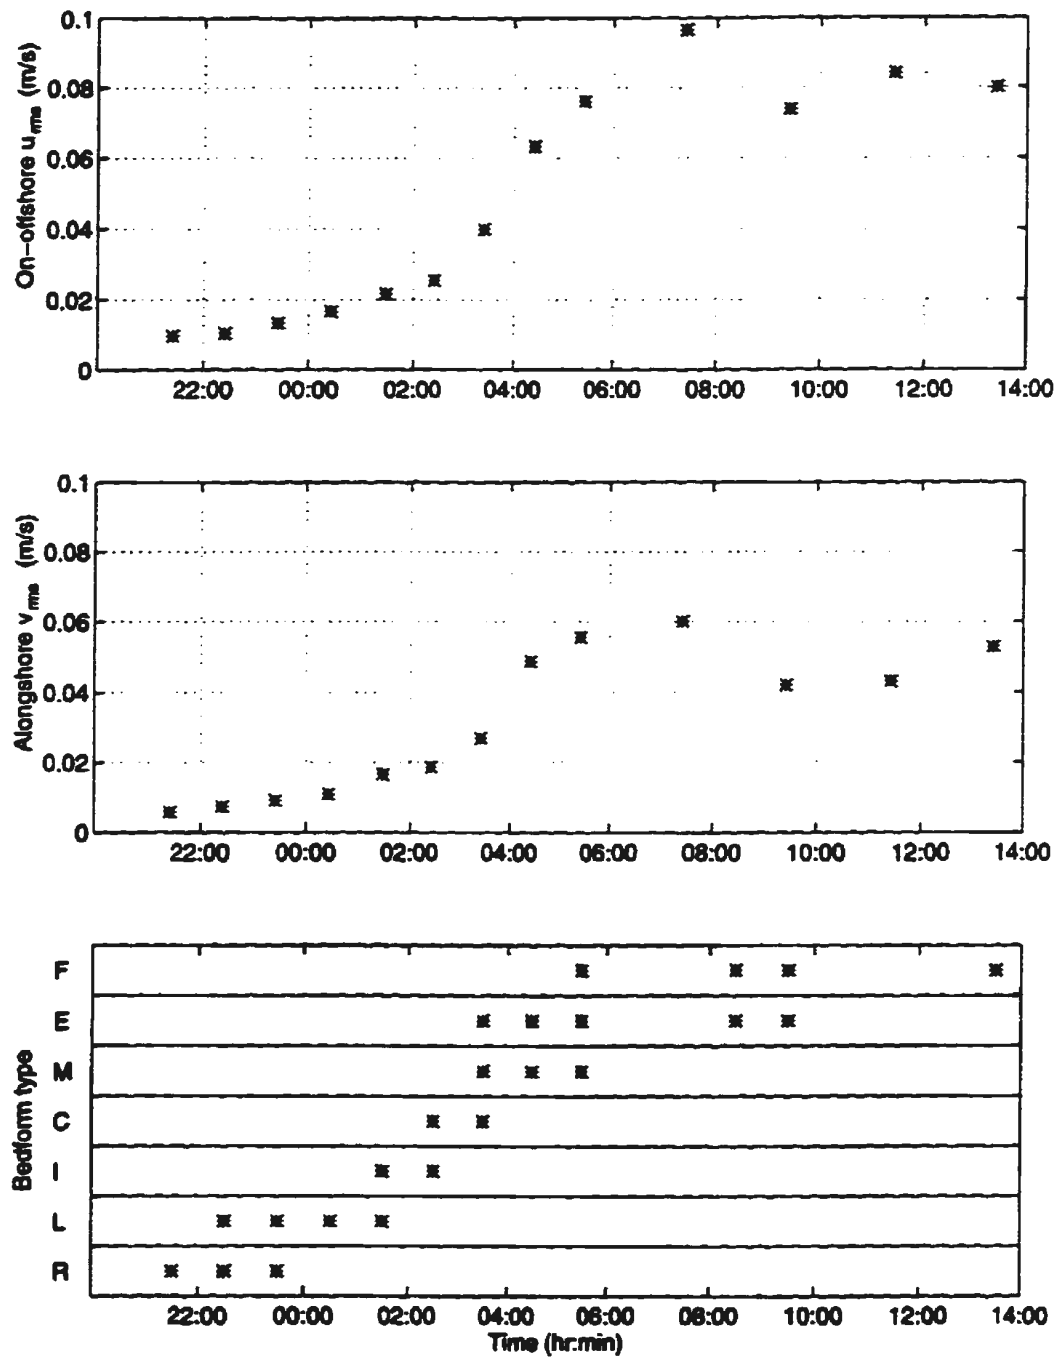 On-offshore u_rms (m/s)
0.1
0.08
0.06
0.04
0.02
0
22:00 00:00 02:00 04:00 06:00 08:00 10:00 12:00 14:00
Alongshore v_rms (m/s)
0.1
0.08
0.06
0.04
0.02
0
22:00 00:00 02:00 04:00 06:00 08:00 10:00 12:00 14:00
Bedform type
F
E
M
C
I
L
R
22:00 00:00 02:00 04:00 06:00 08:00 10:00 12:00 14:00
Time (hr:min)